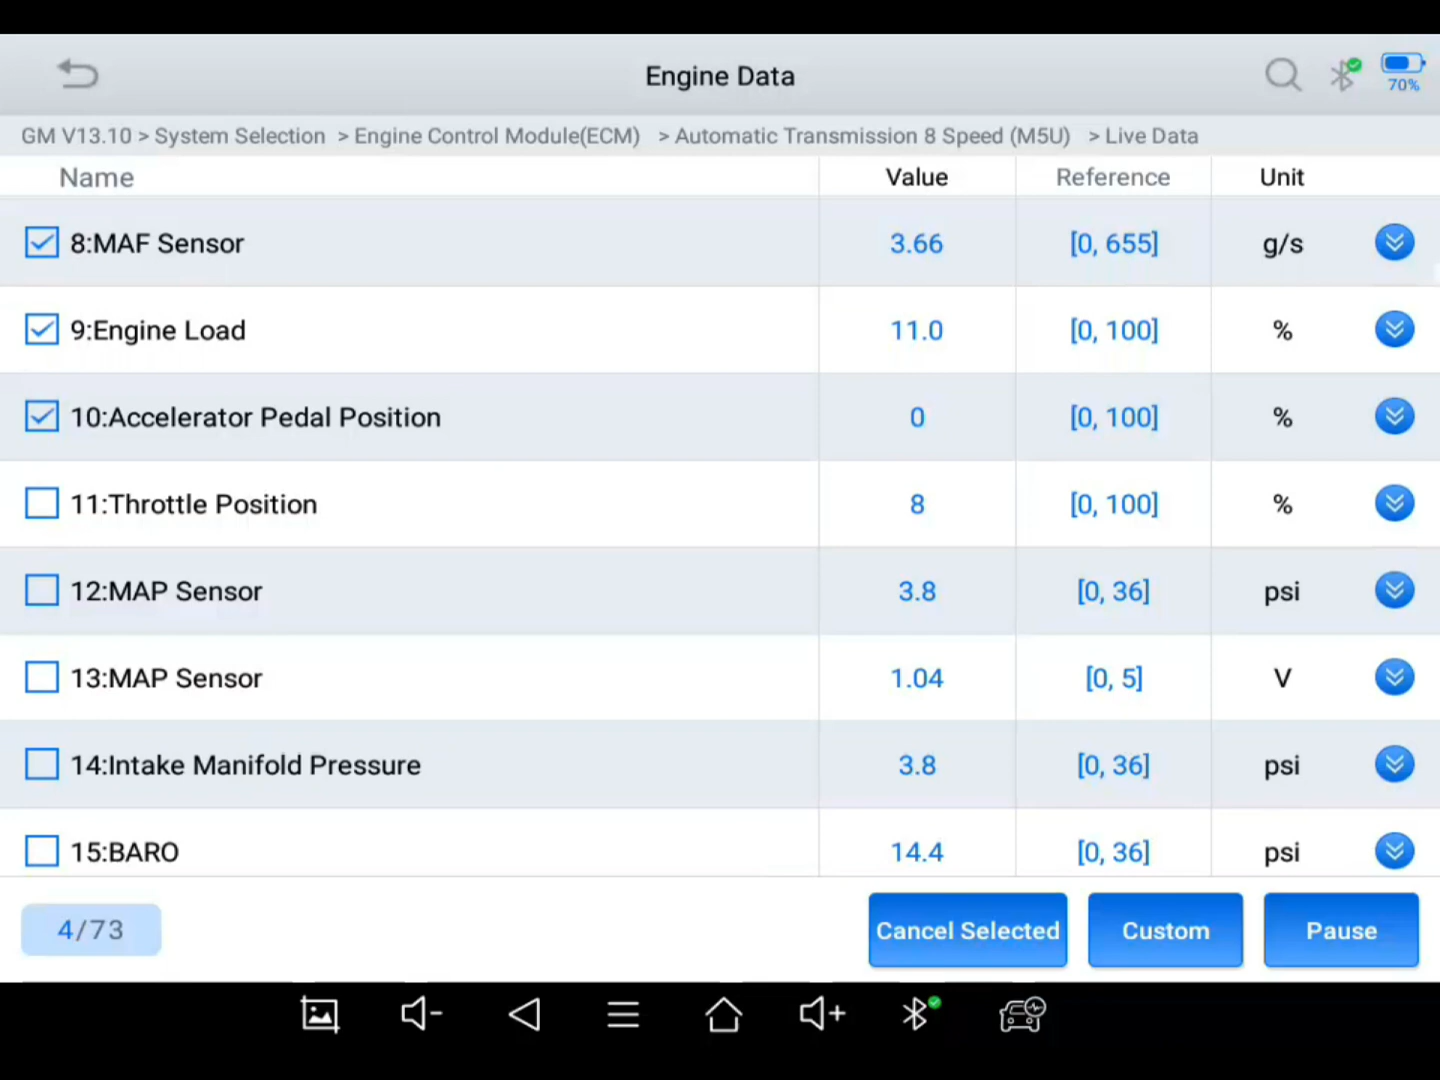 Engine Data
70%
GM V13.10 > System Selection > Engine Control Module(ECM) > Automatic Transmission 8 Speed (M5U) > Live Data
Name Value Reference Unit
8:MAF Sensor 3.66 [0, 655] g/s
9:Engine Load 11.0 [0, 100] %
10:Accelerator Pedal Position 0 [0, 100] %
11:Throttle Position 8 [0, 100] %
12:MAP Sensor 3.8 [0, 36] psi
13:MAP Sensor 1.04 [0, 5] V
14:Intake Manifold Pressure 3.8 [0, 36] psi
15:BARO 14.4 [0, 36] psi
4/73 Cancel Selected Custom Pause